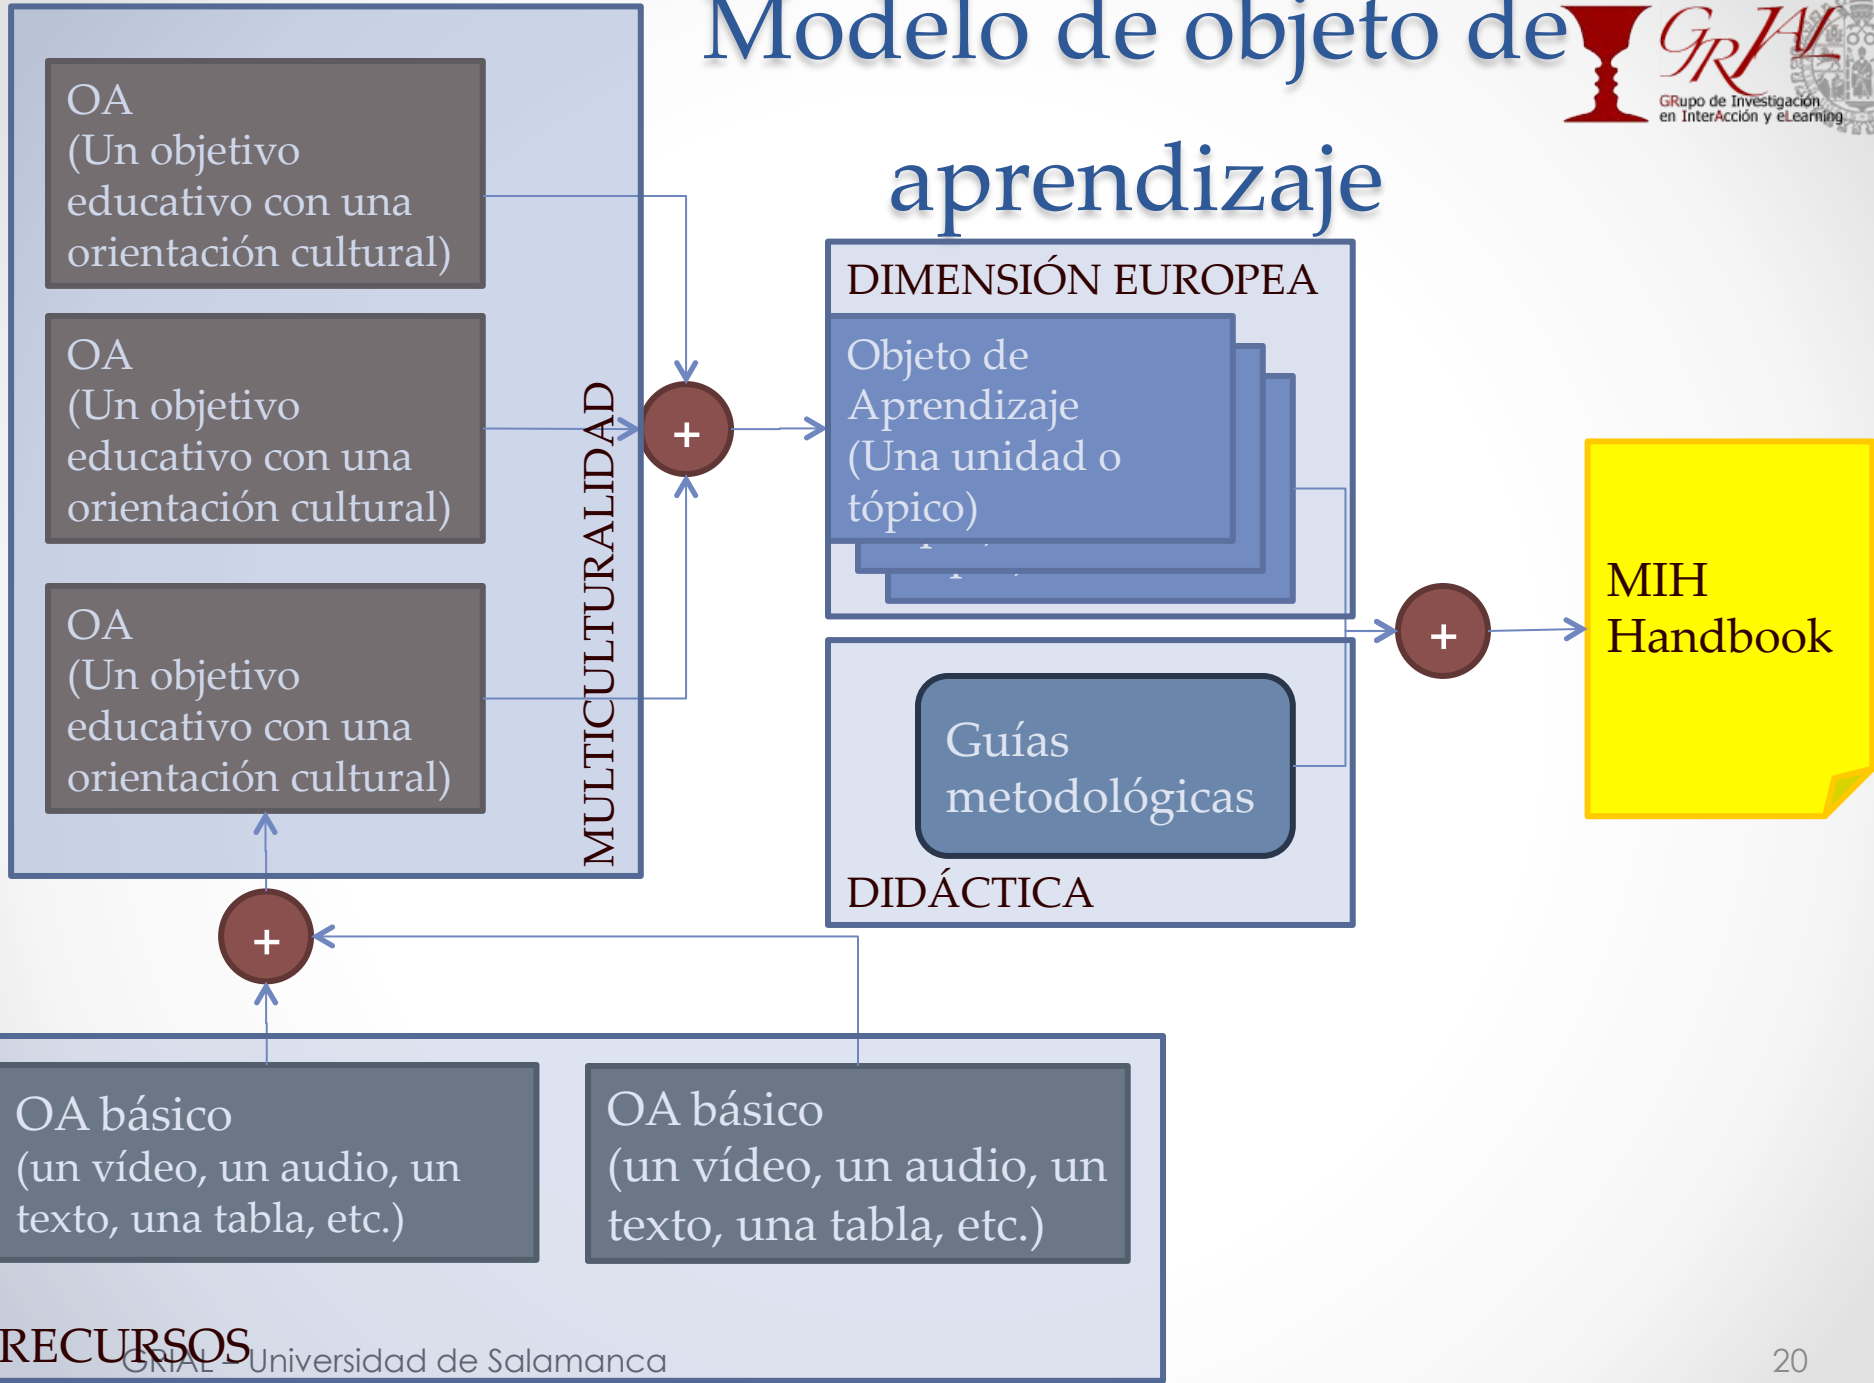 Modelo de objeto de
aprendizaje
GRIAL
GRupo de Investigación
en InterAcción y eLearning
OA
(Un objetivo
educativo con una
orientación cultural)
OA
(Un objetivo
educativo con una
orientación cultural)
OA
(Un objetivo
educativo con una
orientación cultural)
MULTICULTURALIDAD
+
DIMENSIÓN EUROPEA
Objeto de
Aprendizaje
(Una unidad o
tópico)
Guías
metodológicas
DIDÁCTICA
+
MIH
Handbook
+
OA básico
(un vídeo, un audio, un
texto, una tabla, etc.)
OA básico
(un vídeo, un audio, un
texto, una tabla, etc.)
RECURSOS
GRIAL – Universidad de Salamanca
20